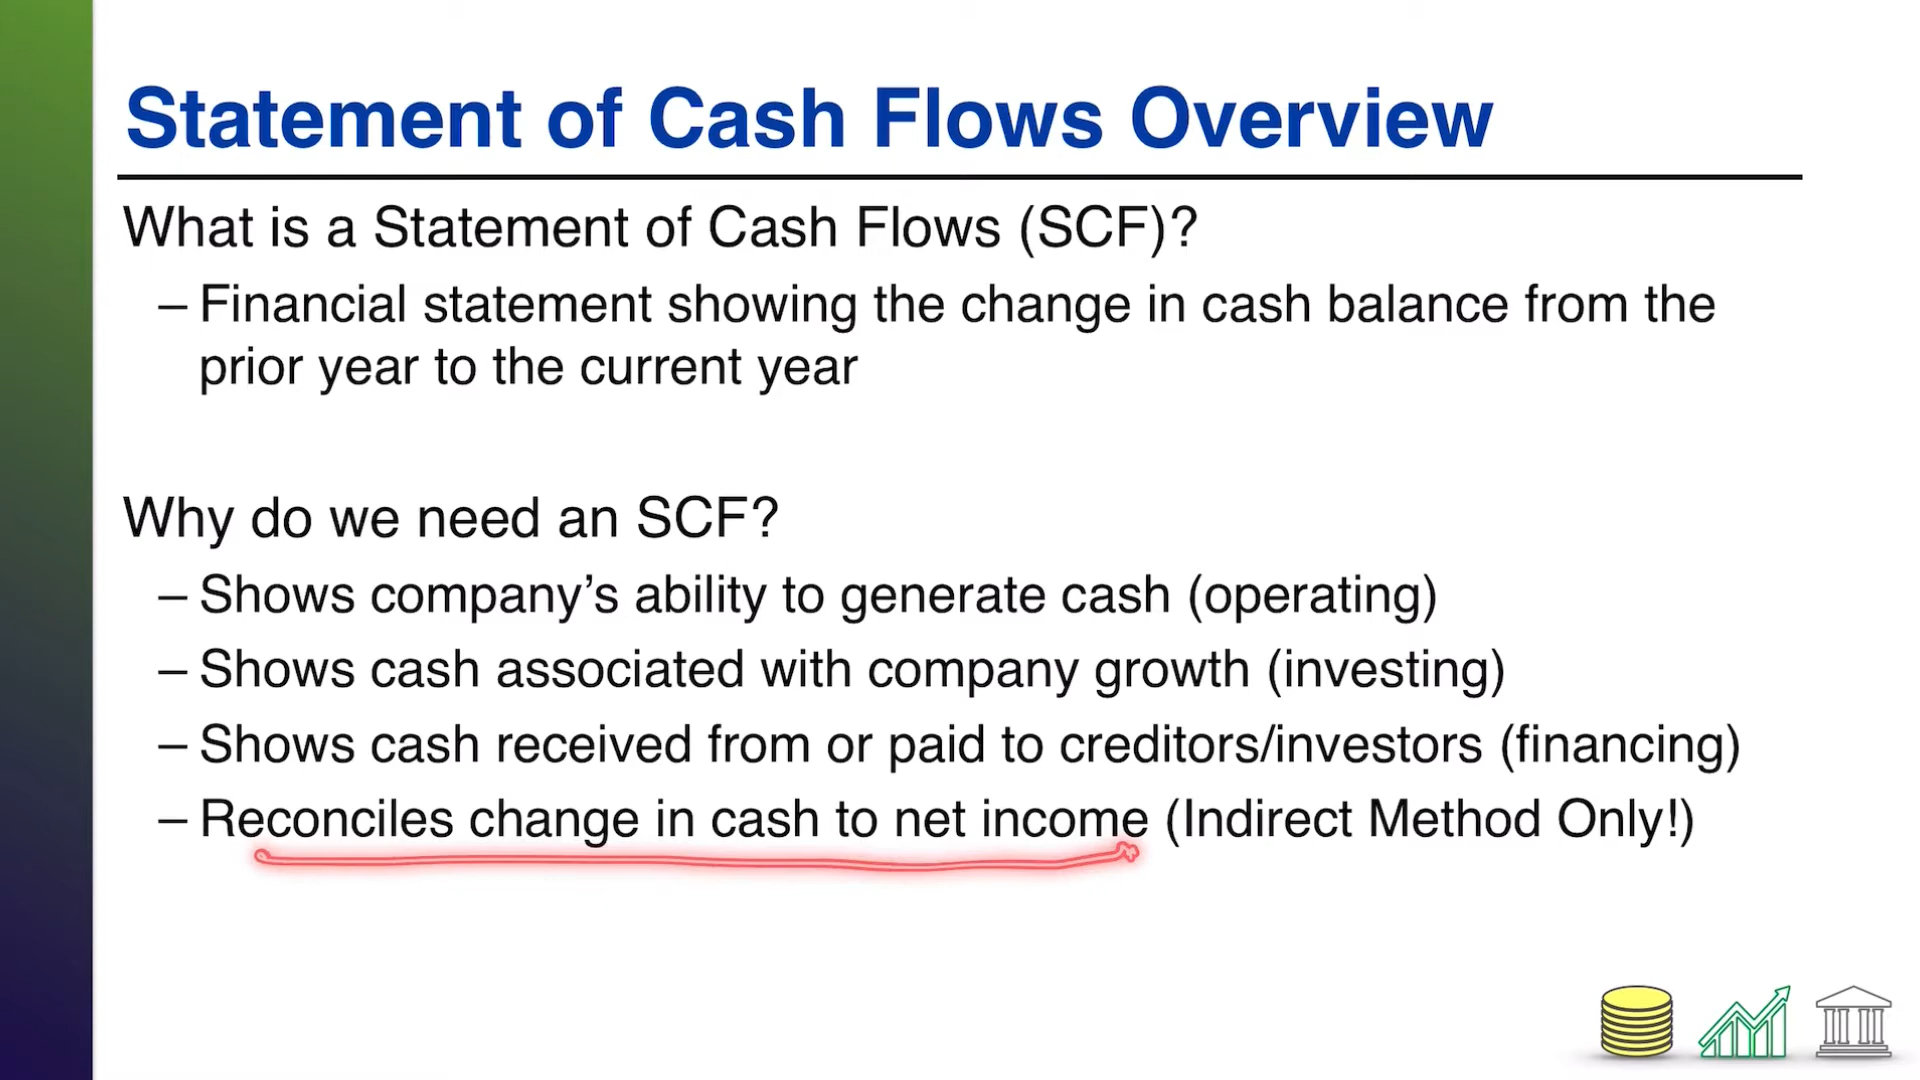 Statement of Cash Flows Overview
What is a Statement of Cash Flows (SCF)?
– Financial statement showing the change in cash balance from the
prior year to the current year
Why do we need an SCF?
– Shows company’s ability to generate cash (operating)
– Shows cash associated with company growth (investing)
– Shows cash received from or paid to creditors/investors (financing)
– Reconciles change in cash to net income (Indirect Method Only!)